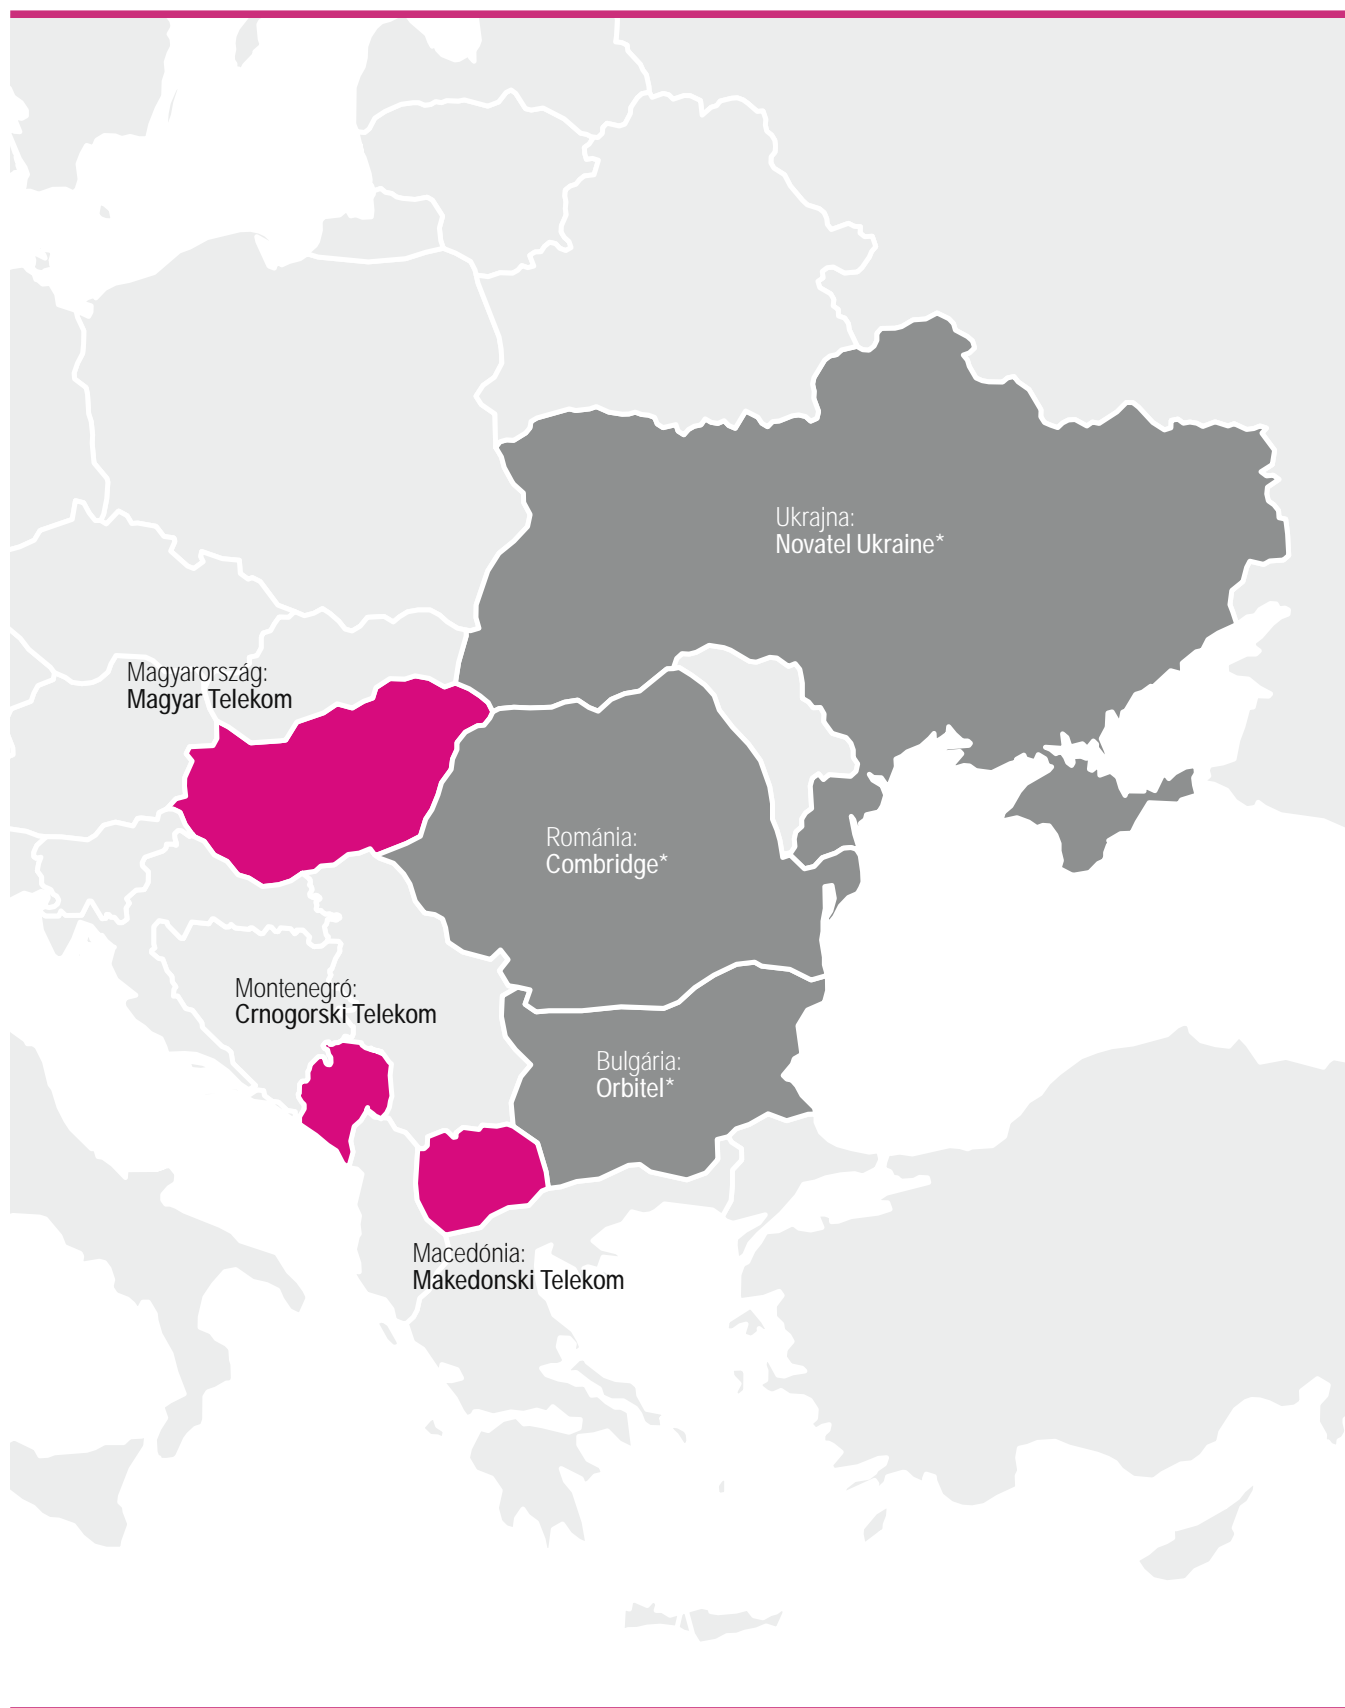 Ukrajna:
Novatel Ukraine*
Magyarország:
Magyar Telekom
Románia:
Combridge*
Montenegró:
Crnogorski Telekom
Bulgária:
Orbitel*
Macedónia:
Makedonski Telekom